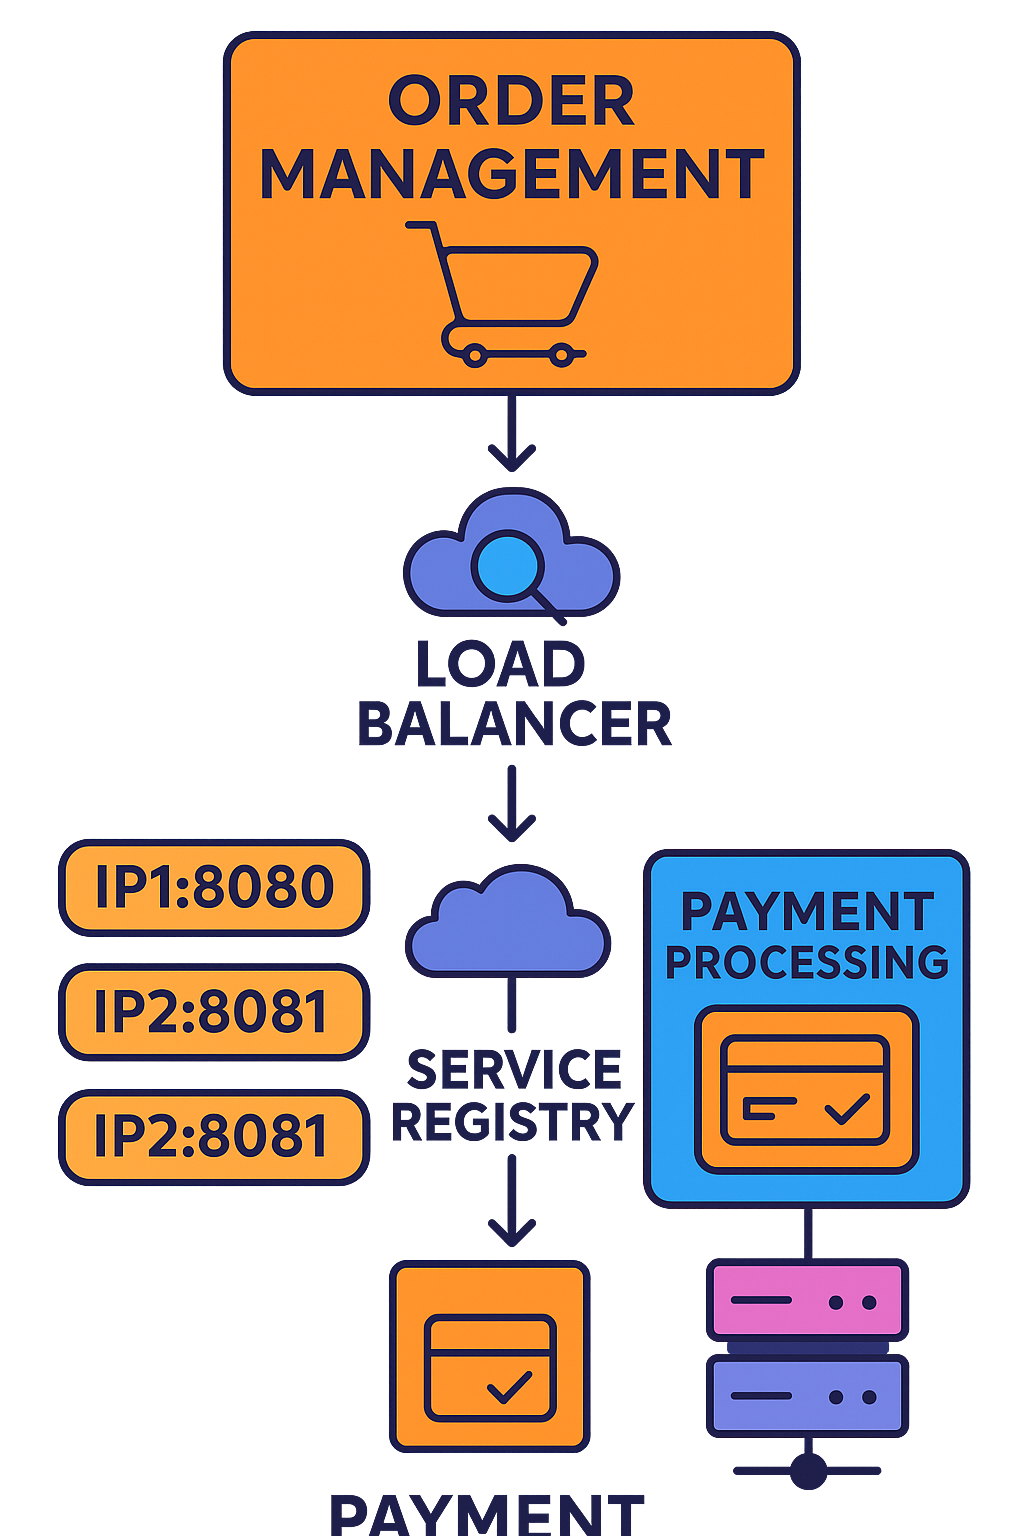 ORDER
MANAGEMENT
LOAD
BALANCER
IP1:8080
IP2:8081
IP2:8081
SERVICE
REGISTRY
PAYMENT
PROCESSING
PAYMENT